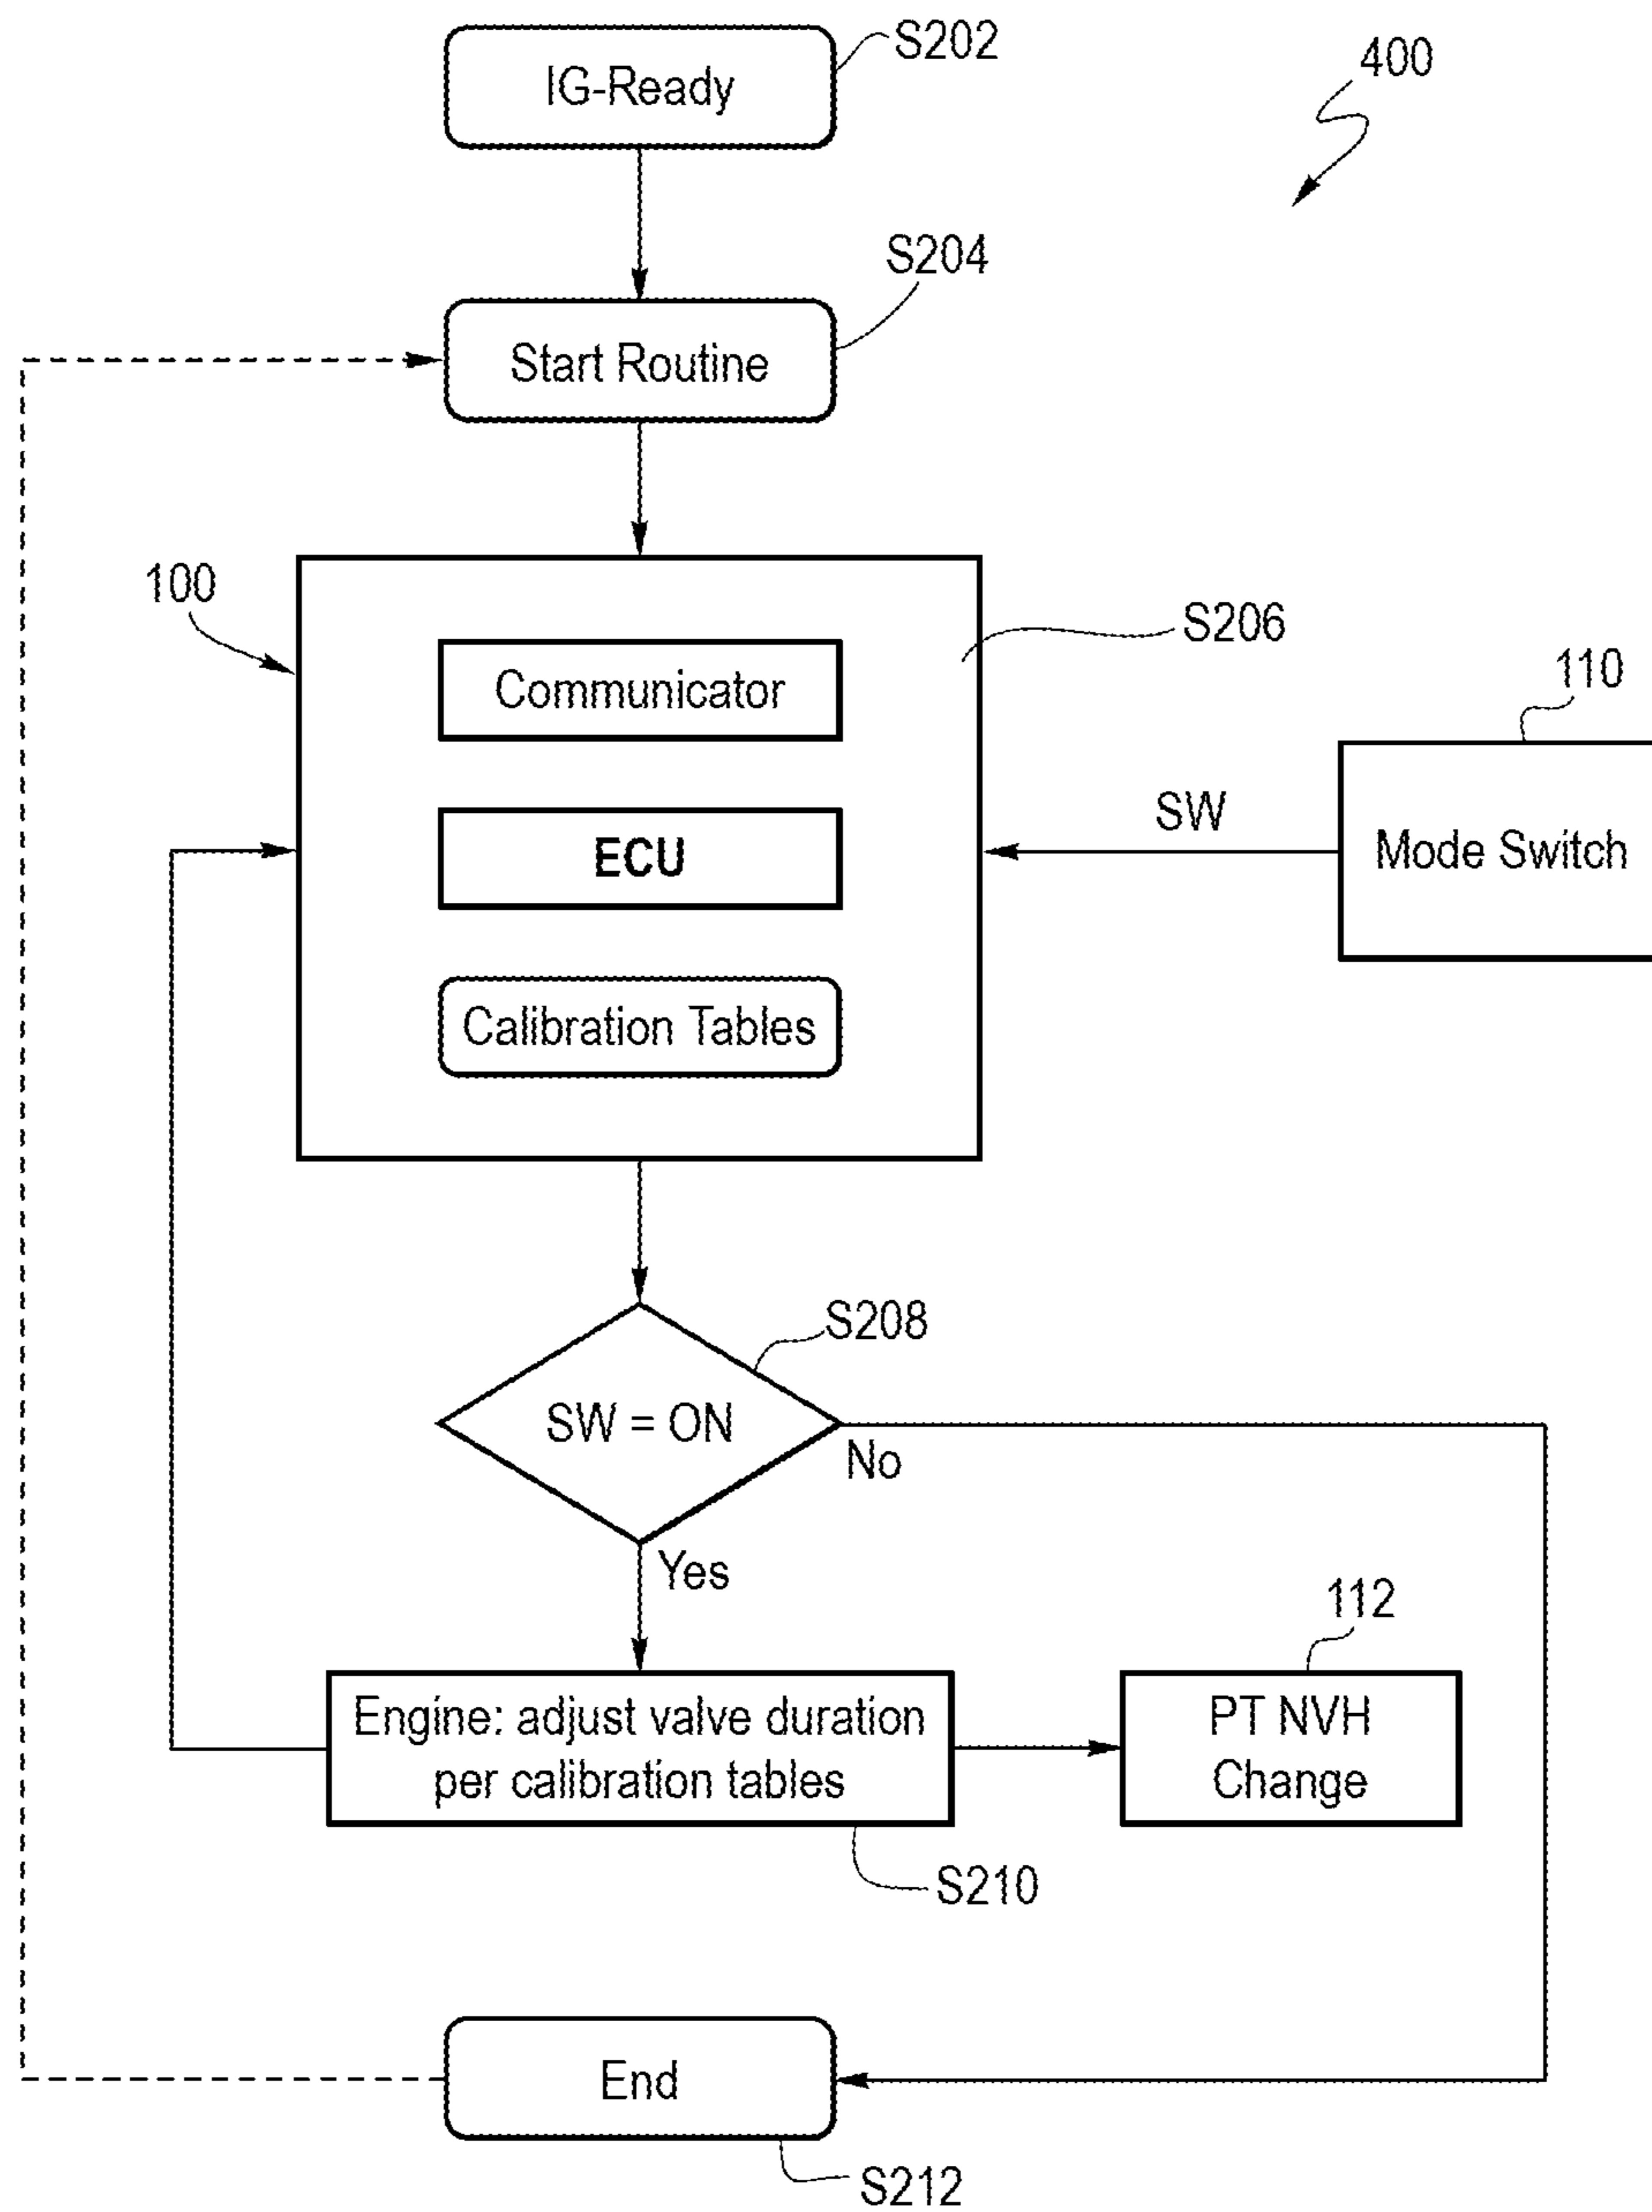 S202
IG-Ready
400
S204
Start Routine
100
S206
Communicator
110
SW
Mode Switch
ECU
Calibration Tables
S208
SW = ON
No
Yes
112
Engine: adjust valve duration
per calibration tables
PT NVH
Change
S210
End
S212